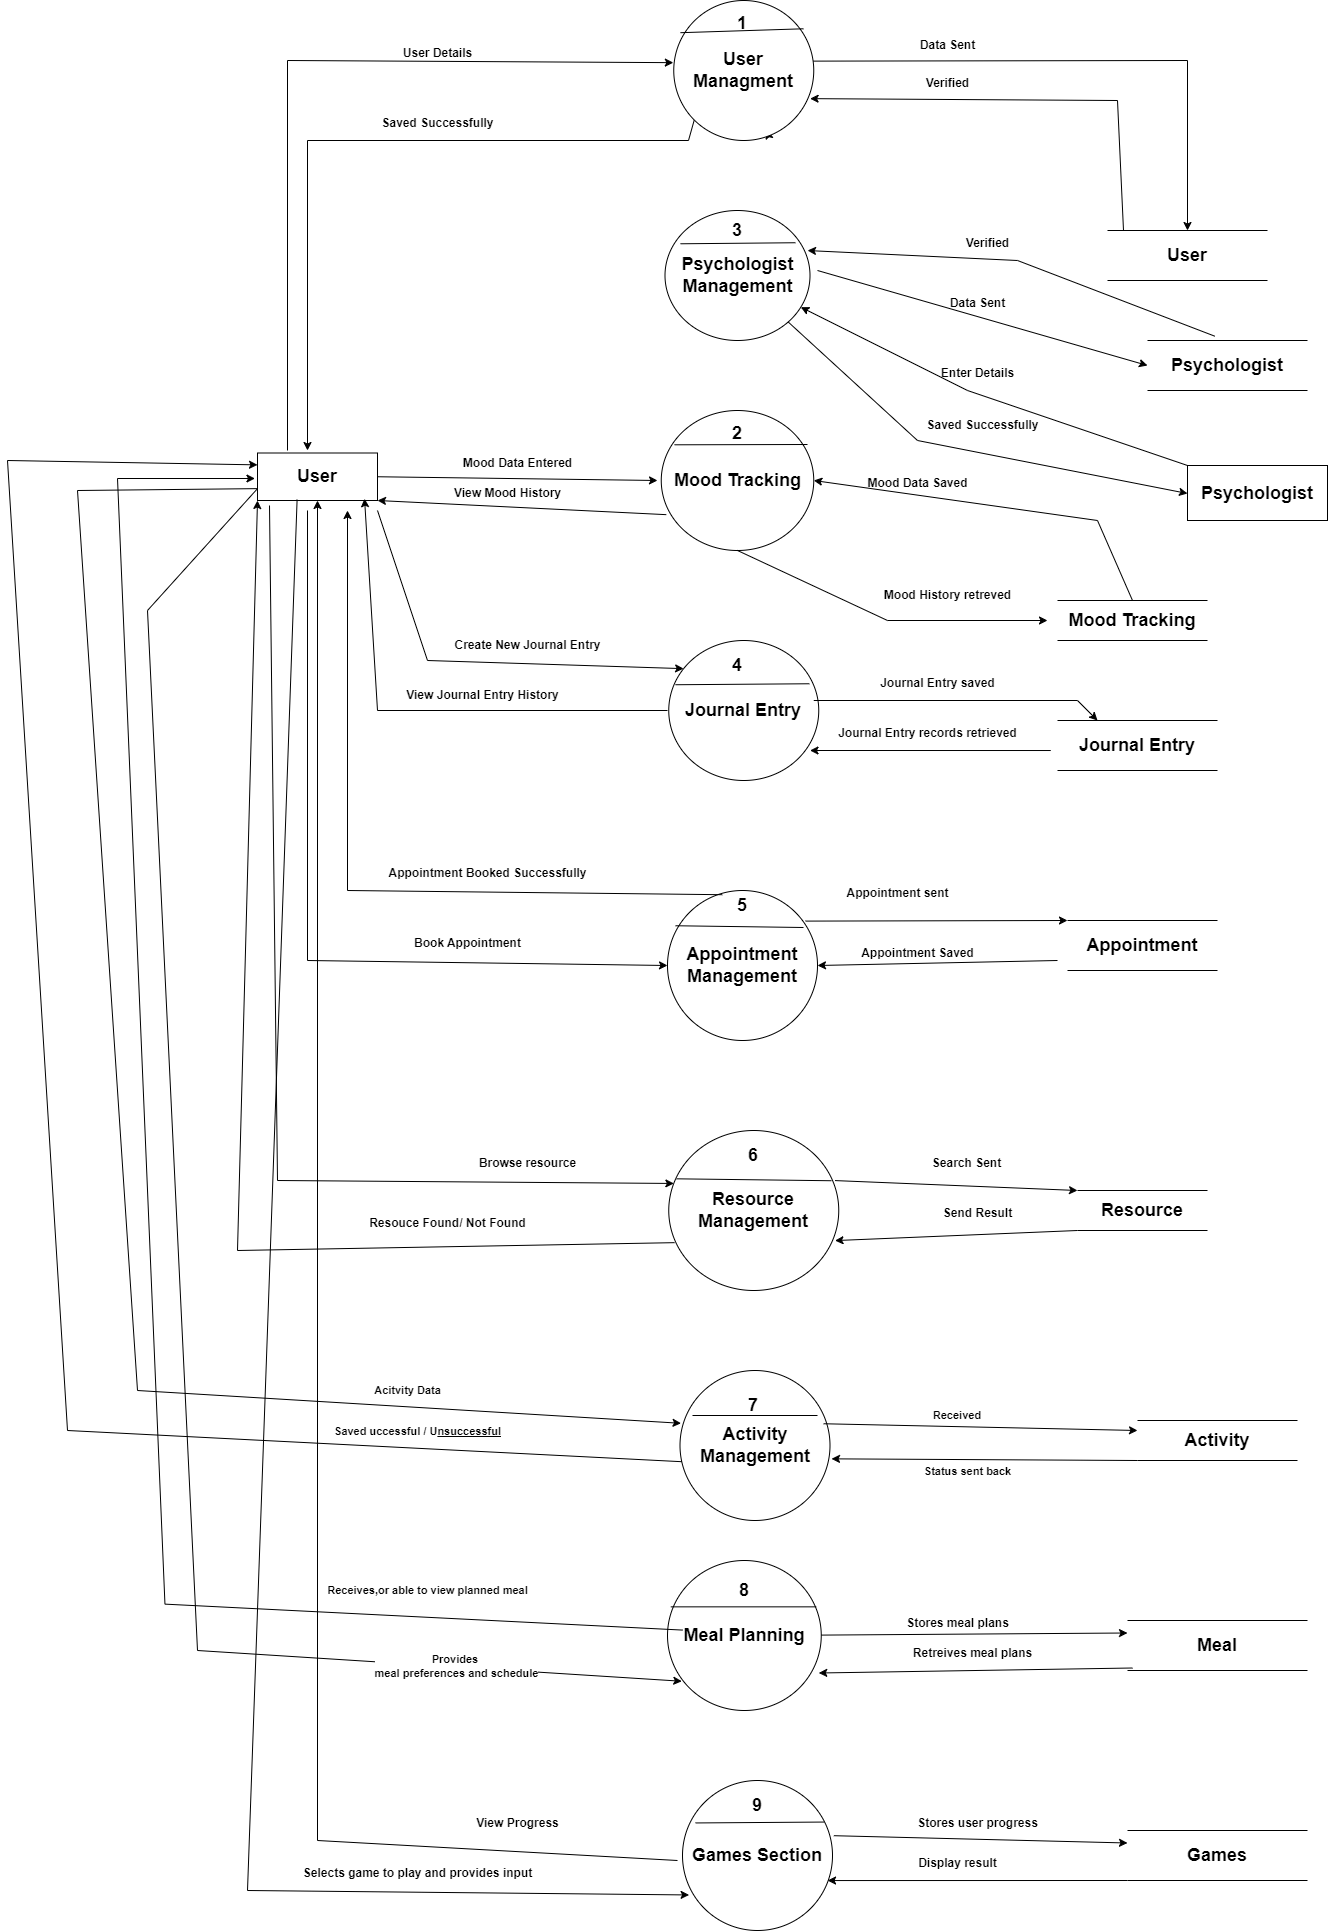 1
User
Managment
User Details
Data Sent
Verified
Saved Successfully
3
Psychologist
Management
Verified
User
Data Sent
Psychologist
Enter Details
Saved Successfully
2
Mood Tracking
User
Mood Data Entered
View Mood History
Mood Data Saved
Psychologist
Mood History retreved
Mood Tracking
Create New Journal Entry
4
Journal Entry
View Journal Entry History
Journal Entry saved
Journal Entry records retrieved
Journal Entry
Appointment Booked Successfully
5
Appointment
Management
Appointment sent
Book Appointment
Appointment Saved
Appointment
6
Resource
Management
Browse resource
Search Sent
Resouce Found/ Not Found
Send Result
Resource
7
Activity
Management
Acitvity Data
Received
Saved uccessful / Unsuccessful
Status sent back
Activity
8
Meal Planning
Receives,or able to view planned meal
Stores meal plans
Retreives meal plans
Meal
Provides
meal preferences and schedule
9
Games Section
View Progress
Stores user progress
Selects game to play and provides input
Display result
Games